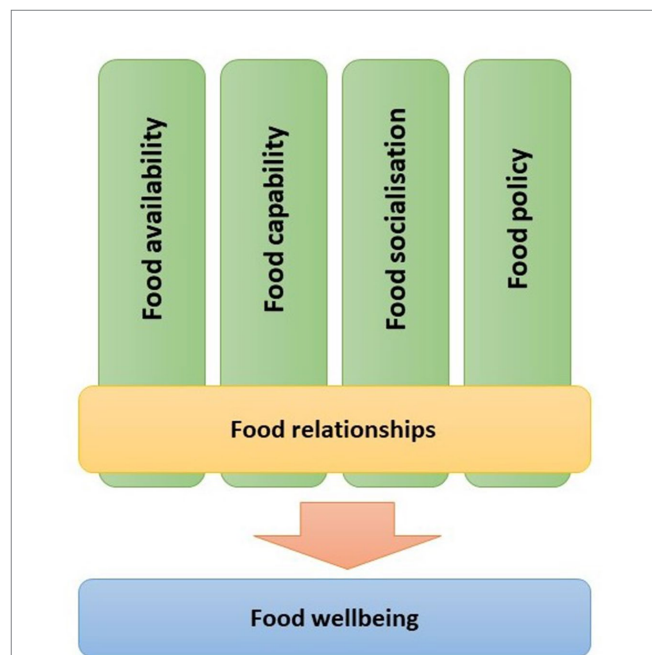 Food availability
Food capability
Food socialisation
Food policy
Food relationships
Food wellbeing